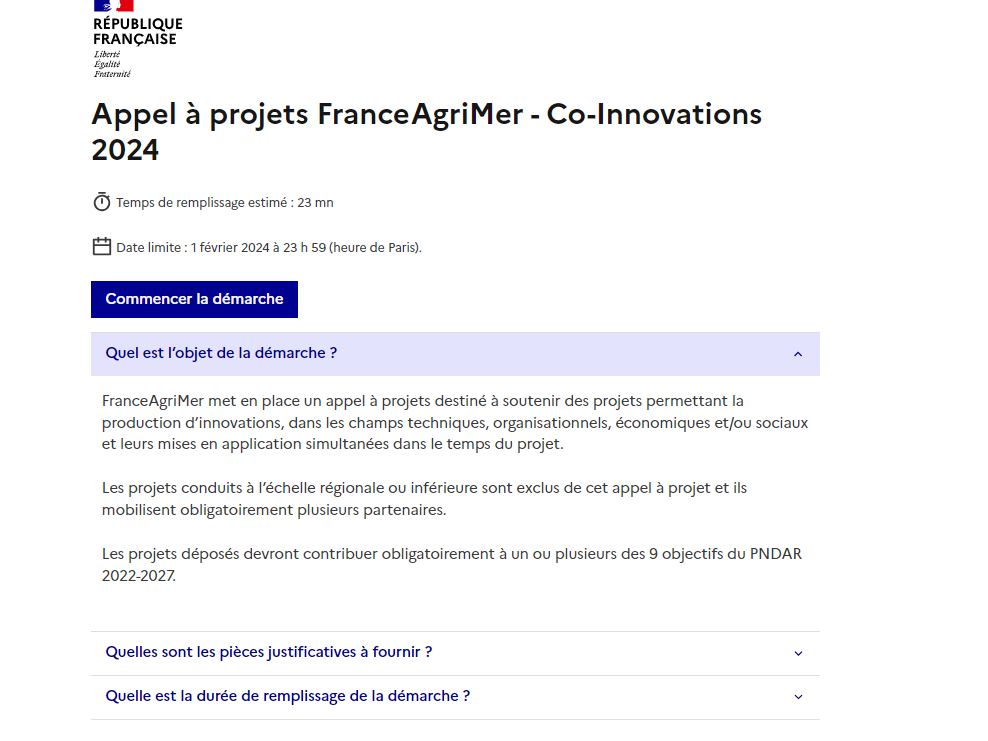 RÉPUBLIQUE
FRANÇAISE
Liberté
Égalité
Fraternité
Appel à projets FranceAgriMer - Co-Innovations
2024
Temps de remplissage estimé : 23 mn
Date limite : 1 février 2024 à 23 h 59 (heure de Paris).
Commencer la démarche
Quel est l’objet de la démarche ?
FranceAgriMer met en place un appel à projets destiné à soutenir des projets permettant la
production d’innovations, dans les champs techniques, organisationnels, économiques et/ou sociaux
et leurs mises en application simultanées dans le temps du projet.
Les projets conduits à l’échelle régionale ou inférieure sont exclus de cet appel à projet et ils
mobilisent obligatoirement plusieurs partenaires.
Les projets déposés devront contribuer obligatoirement à un ou plusieurs des 9 objectifs du PNDAR
2022-2027.
Quelles sont les pièces justificatives à fournir ?
Quelle est la durée de remplissage de la démarche ?